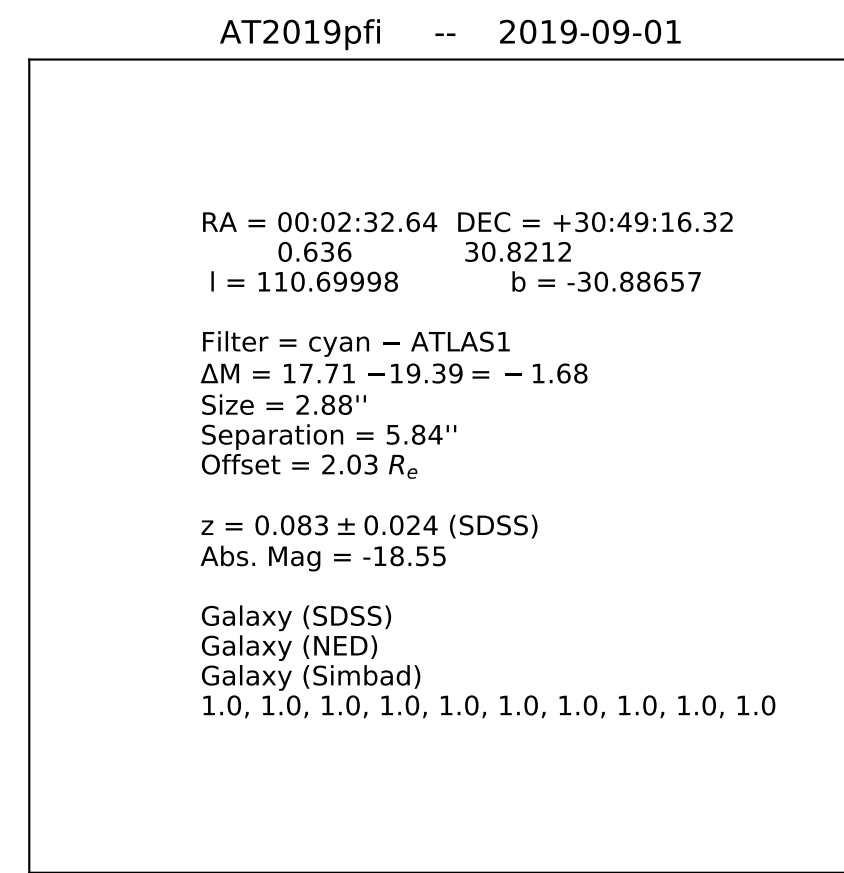 AT2019pfi -- 2019-09-01
RA = 00:02:32.64 DEC = +30:49:16.32
0.636 30.8212
l = 110.69998 b = -30.88657
Filter = cyan − ATLAS1
ΔM = 17.71 −19.39 = − 1.68
Size = 2.88''
Separation = 5.84''
Offset = 2.03 Re
z = 0.083 ± 0.024 (SDSS)
Abs. Mag = -18.55
Galaxy (SDSS)
Galaxy (NED)
Galaxy (Simbad)
1.0, 1.0, 1.0, 1.0, 1.0, 1.0, 1.0, 1.0, 1.0, 1.0